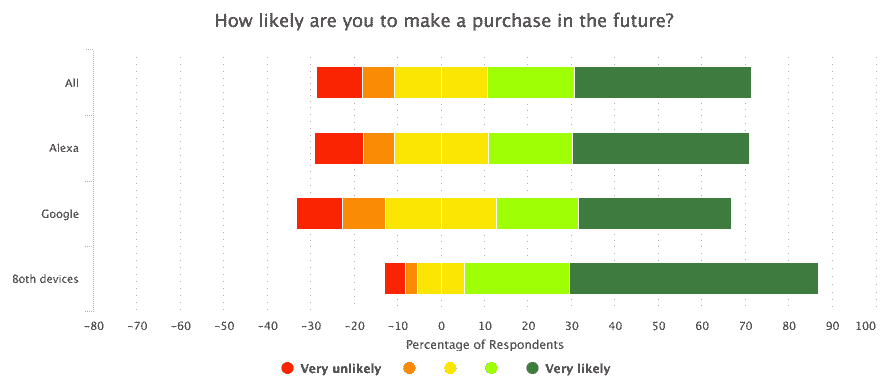 How likely are you to make a purchase in the future?
All
Alexa
Google
Both devices
-80 -70 -60 -50 -40 -30 -20 -10 0 10 20 30 40 50 60 70 80 90 100
Percentage of Respondents
Very unlikely Very likely